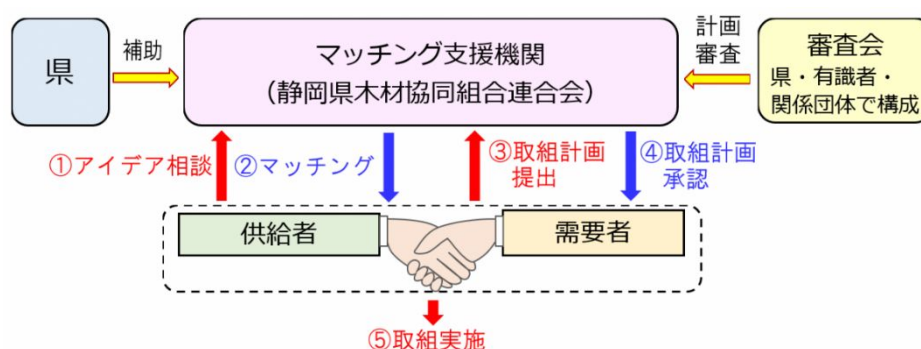 県
補助
マッチング支援機関
(静岡県木材協同組合連合会)
計画
審査
審査会
県・有識者・
関係団体で構成
①アイデア相談
②マッチング
③取組計画
提出
④取組計画
承認
供給者
需要者
⑤取組実施